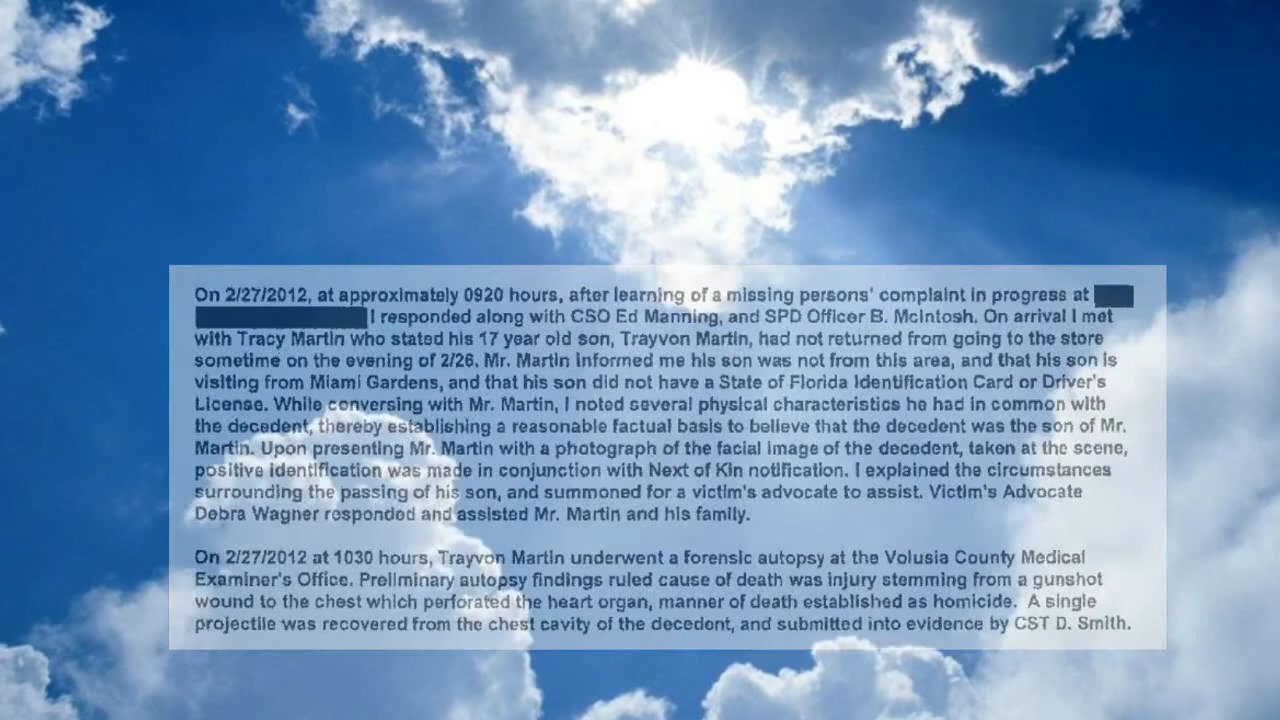 On 2/27/2012, at approximately 0920 hours, after learning of a missing persons' complaint in progress at
I responded along with CSO Ed Manning, and SPD Officer B. McIntosh. On arrival I met
with Tracy Martin who stated his 17 year old son, Trayvon Martin, had not returned from going to the store
sometime on the evening of 2/26. Mr. Martin informed me his son was not from this area, and that his son is
visiting from Miami Gardens, and that his son did not have a State of Florida Identification Card or Driver's
License. While conversing with Mr. Martin, I noted several physical characteristics he had in common with
the decedent, thereby establishing a reasonable factual basis to believe that the decedent was the son of Mr.
Martin. Upon presenting Mr. Martin with a photograph of the facial image of the decedent, taken at the scene,
positive identification was made in conjunction with Next of Kin notification. I explained the circumstances
surrounding the passing of his son, and summoned for a victim's advocate to assist. Victim's Advocate
Debra Wagner responded and assisted Mr. Martin and his family.
On 2/27/2012 at 1030 hours, Trayvon Martin underwent a forensic autopsy at the Volusia County Medical
Examiner's Office. Preliminary autopsy findings ruled cause of death was injury stemming from a gunshot
wound to the chest which perforated the heart organ, manner of death established as homicide. A single
projectile was recovered from the chest cavity of the decedent, and submitted into evidence by CST D. Smith.